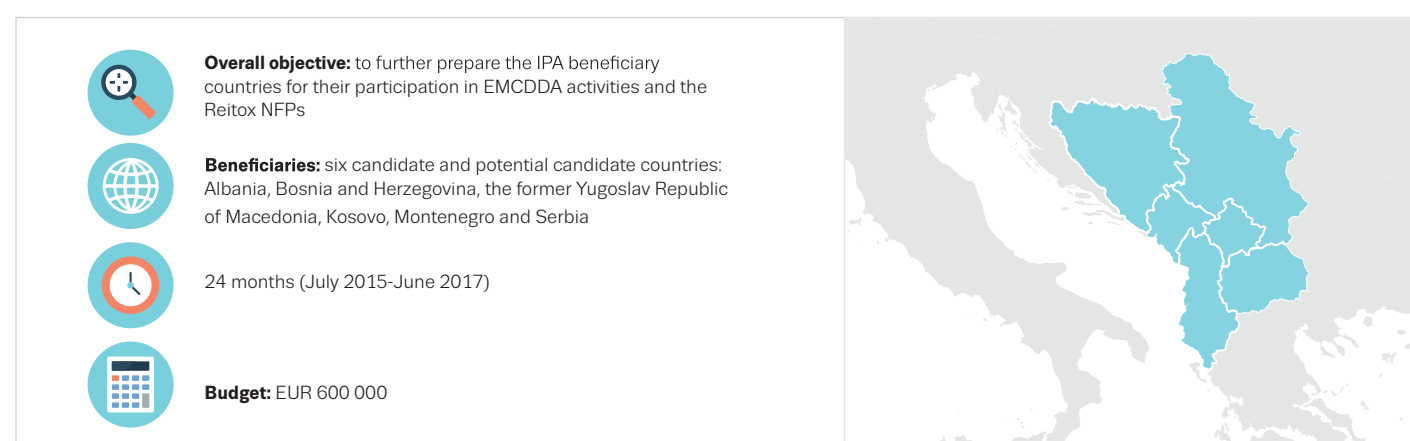 Overall objective: to further prepare the IPA beneficiary
countries for their participation in EMCDDA activities and the
Reitox NFPs
Beneficiaries: six candidate and potential candidate countries:
Albania, Bosnia and Herzegovina, the former Yugoslav Republic
of Macedonia, Kosovo, Montenegro and Serbia
24 months (July 2015-June 2017)
Budget: EUR 600 000